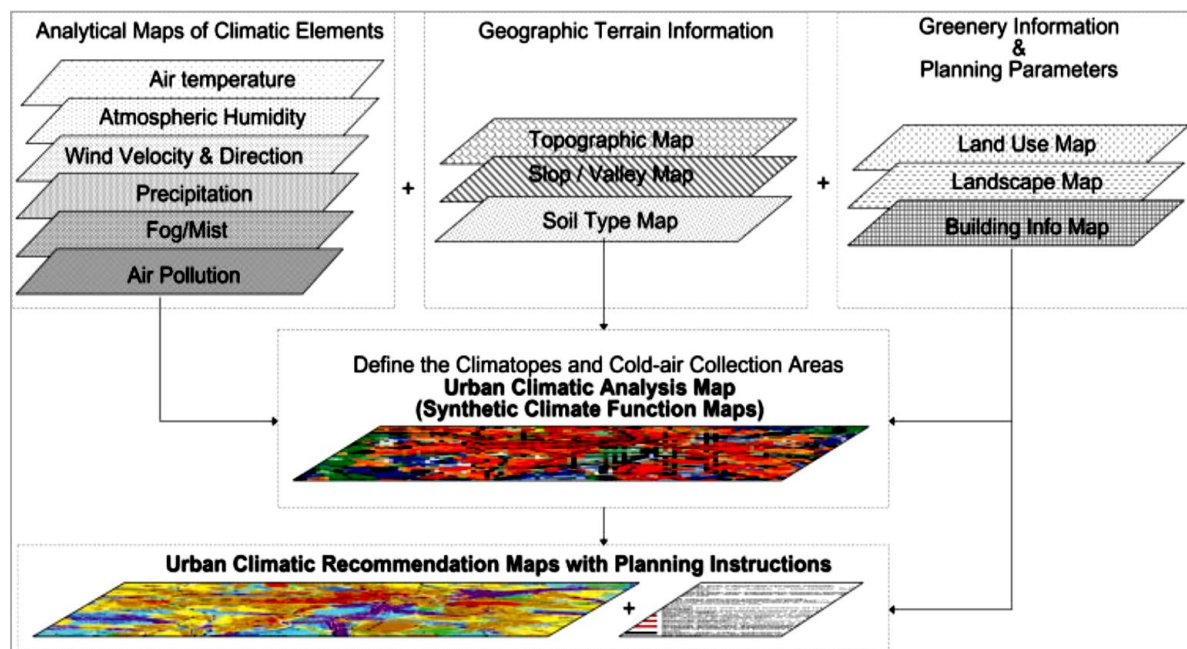 Analytical Maps of Climatic Elements
Air temperature
Atmospheric Humidity
Wind Velocity & Direction
Precipitation
Fog/Mist
Air Pollution
+
Geographic Terrain Information
Topographic Map
Slop / Valley Map
Soil Type Map
+
Greenery Information
&
Planning Parameters
Land Use Map
Landscape Map
Building Info Map
Define the Climatopes and Cold-air Collection Areas
Urban Climatic Analysis Map
(Synthetic Climate Function Maps)
Urban Climatic Recommendation Maps with Planning Instructions
+